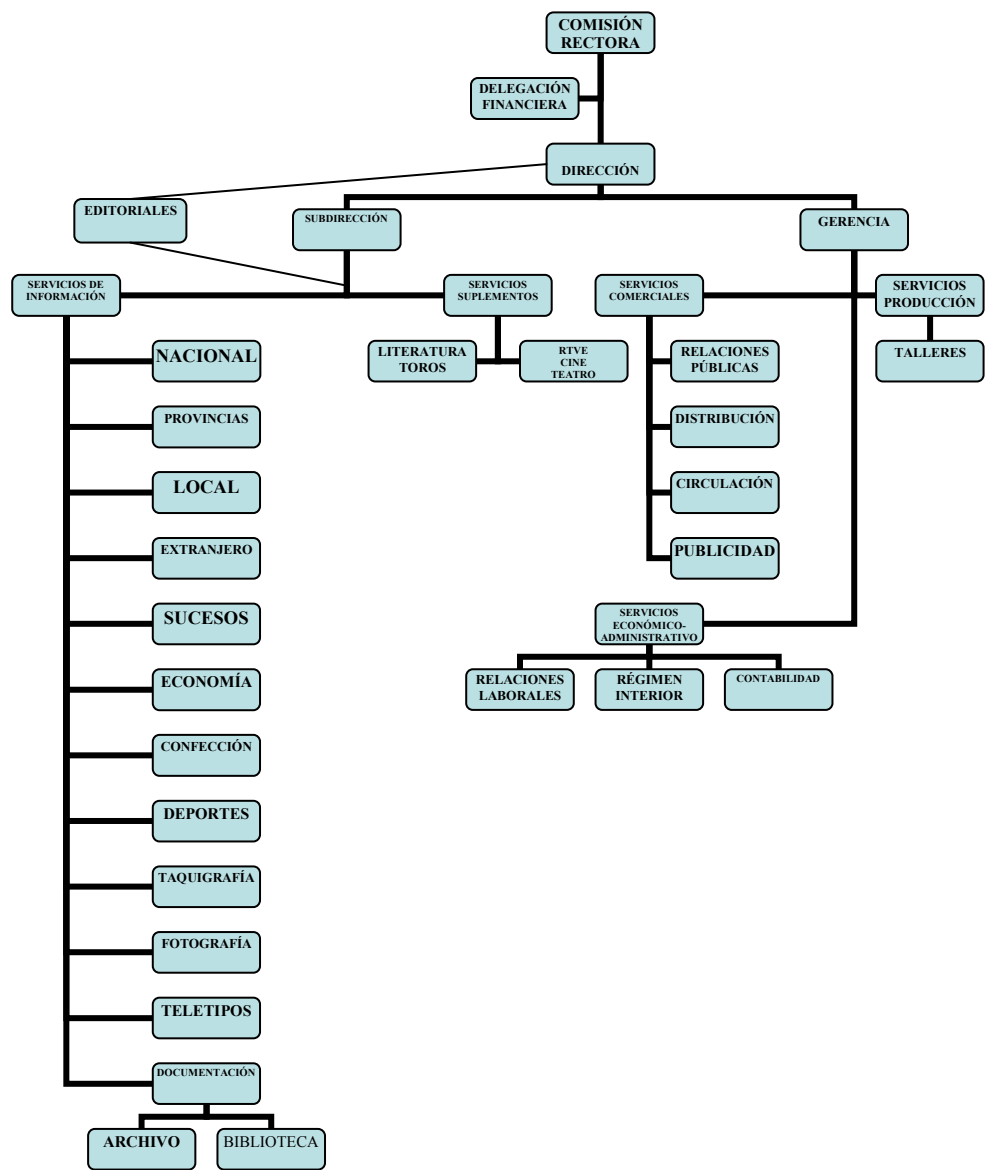 COMISIÓN
RECTORA
DELEGACIÓN
FINANCIERA
DIRECCIÓN
EDITORIALES
SUBDIRECCIÓN
GERENCIA
SERVICIOS DE
INFORMACIÓN
SERVICIOS
SUPLEMENTOS
SERVICIOS
COMERCIALES
SERVICIOS
PRODUCCIÓN
NACIONAL
LITERATURA
TOROS
RTVE
CINE
TEATRO
RELACIONES
PÚBLICAS
TALLERES
PROVINCIAS
DISTRIBUCIÓN
LOCAL
CIRCULACIÓN
EXTRANJERO
PUBLICIDAD
SUCESOS
SERVICIOS
ECONÓMICO-
ADMINISTRATIVO
ECONOMÍA
RELACIONES
LABORALES
RÉGIMEN
INTERIOR
CONTABILIDAD
CONFECCIÓN
DEPORTES
TAQUIGRAFÍA
FOTOGRAFÍA
TELETIPOS
DOCUMENTACIÓN
ARCHIVO
BIBLIOTECA